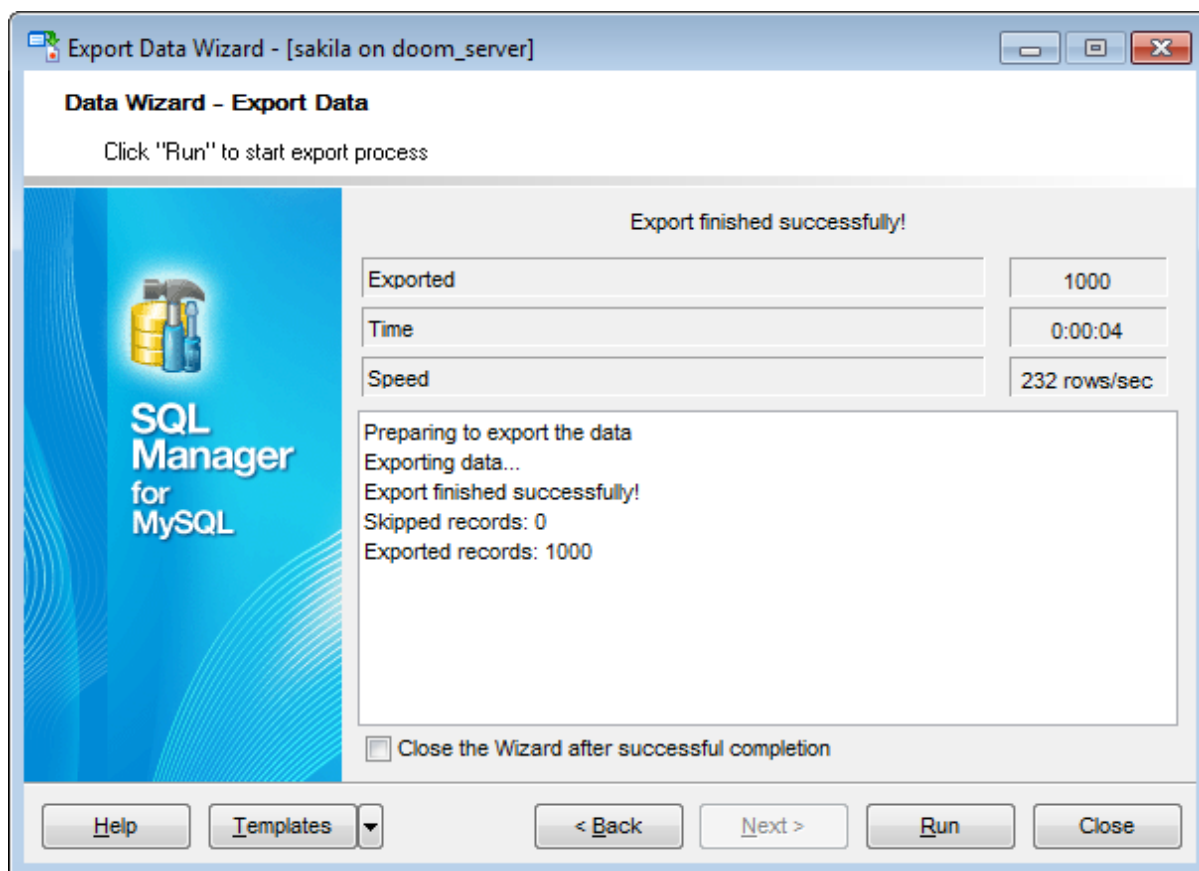 Export Data Wizard - [sakila on doom_server]
Data Wizard - Export Data
Click "Run" to start export process
Export finished successfully!
Exported 1000
Time 0:00:04
Speed 232 rows/sec
SQL
Manager
for
MySQL
Preparing to export the data
Exporting data...
Export finished successfully!
Skipped records: 0
Exported records: 1000
Close the Wizard after successful completion
Help Templates < Back Next > Run Close